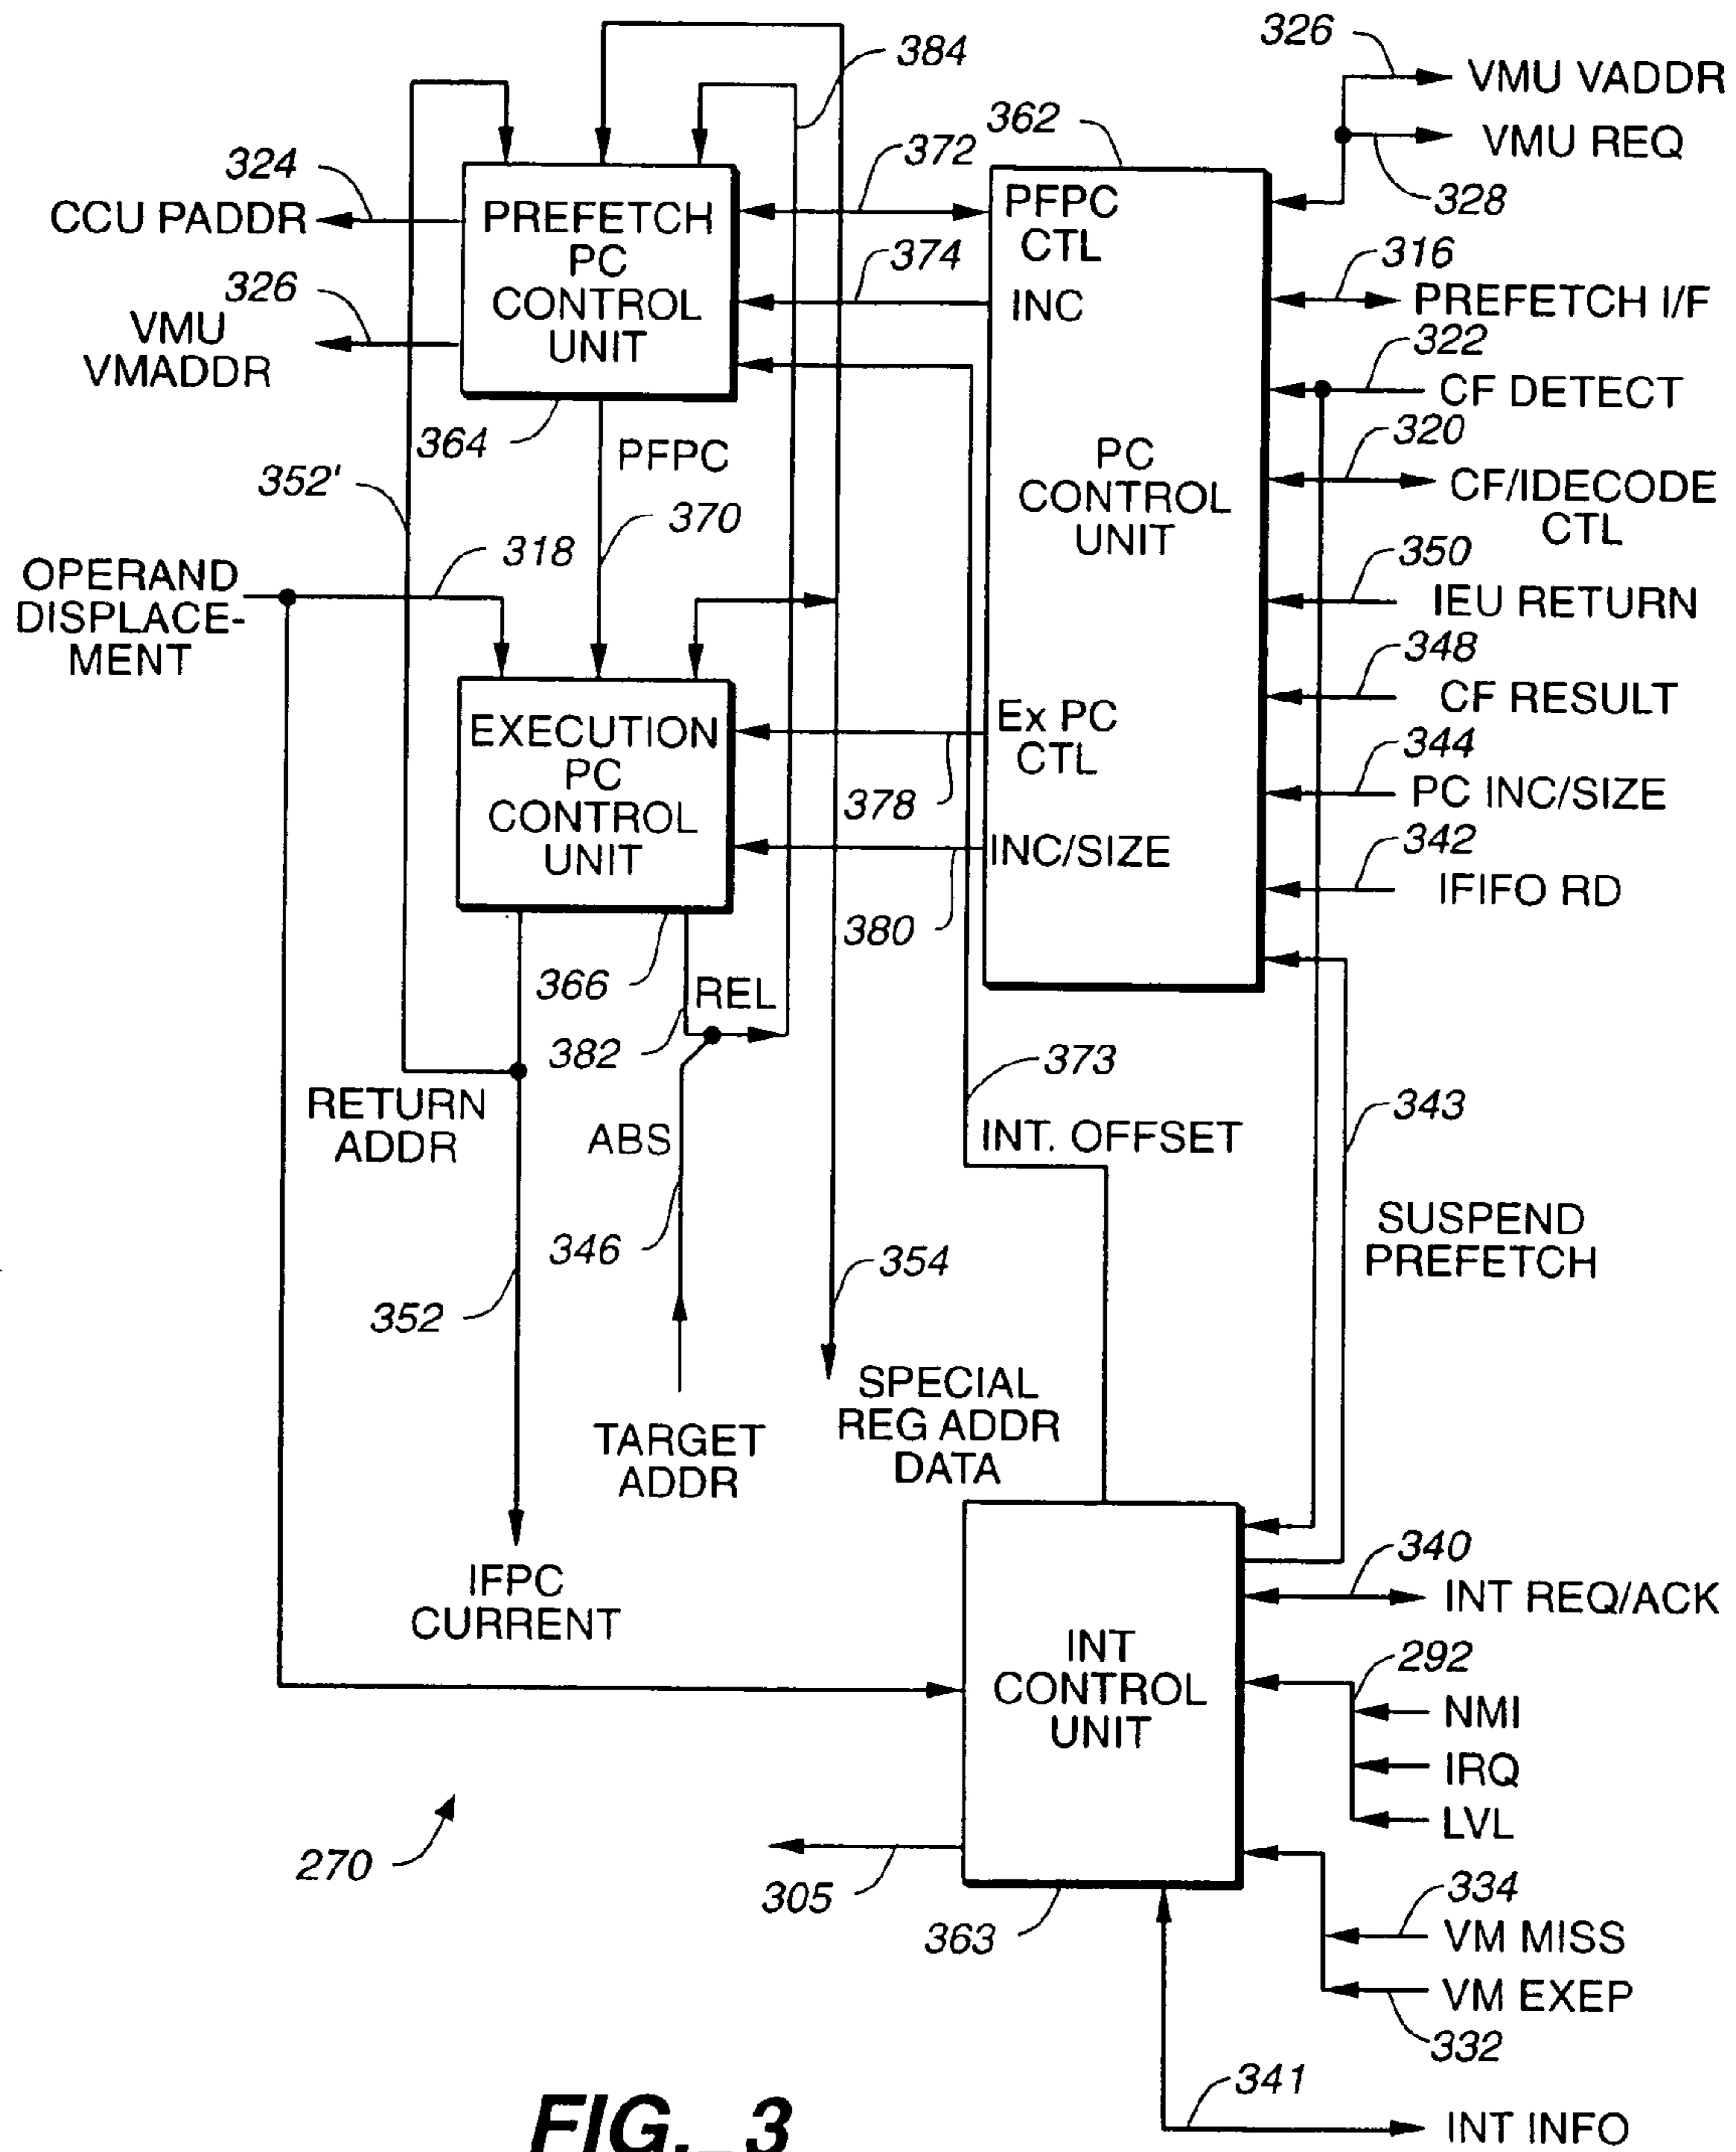 326
VMU VADDR
384
362
VMU REQ
372
328
324
CCU PADDR
PREFETCH
PC
CONTROL
UNIT
PFPC
CTL
374
INC
316
PREFETCH I/F
326
VMU
VMADDR
322
CF DETECT
364
PFPC
352'
370
PC
CONTROL
UNIT
320
CF/IDECODE
CTL
318
OPERAND
DISPLACE-
MENT
350
IEU RETURN
348
CF RESULT
EXECUTION
PC
CONTROL
UNIT
Ex PC
CTL
378
344
PC INC/SIZE
INC/SIZE
342
IFIFO RD
380
366
REL
382
373
RETURN
ADDR
ABS
INT. OFFSET
343
346
SUSPEND
PREFETCH
354
352
TARGET
ADDR
SPECIAL
REG ADDR
DATA
IFPC
CURRENT
340
INT REQ/ACK
INT
CONTROL
UNIT
292
NMI
IRQ
LVL
270
305
363
334
VM MISS
VM EXEP
332
341
INT INFO
FIG._3